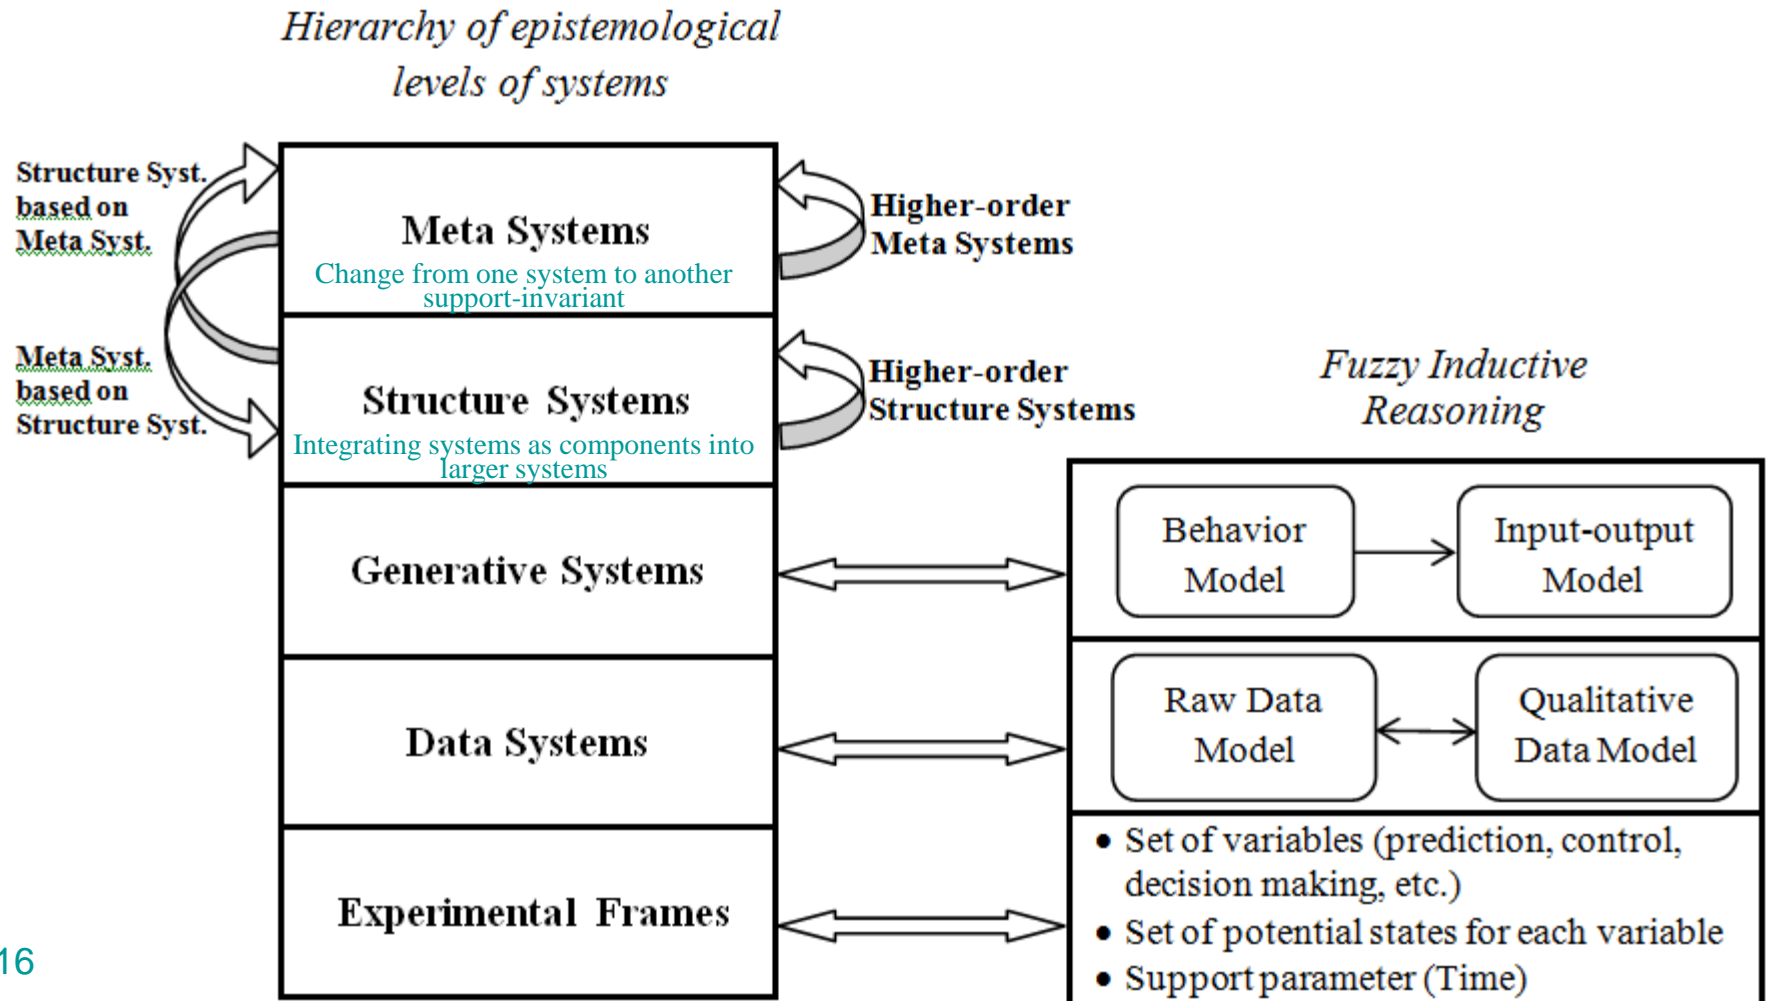 Hierarchy of epistemological
levels of systems
Structure Syst.
based on
Meta Syst.
Meta Systems
Change from one system to another
support-invariant
Higher-order
Meta Systems
Meta Syst.
based on
Structure Syst.
Structure Systems
Integrating systems as components into
larger systems
Higher-order
Structure Systems
Fuzzy Inductive
Reasoning
Generative Systems
Behavior
Model
Input-output
Model
Data Systems
Raw Data
Model
Qualitative
Data Model
Experimental Frames
• Set of variables (prediction, control,
decision making, etc.)
• Set of potential states for each variable
• Support parameter (Time)
16